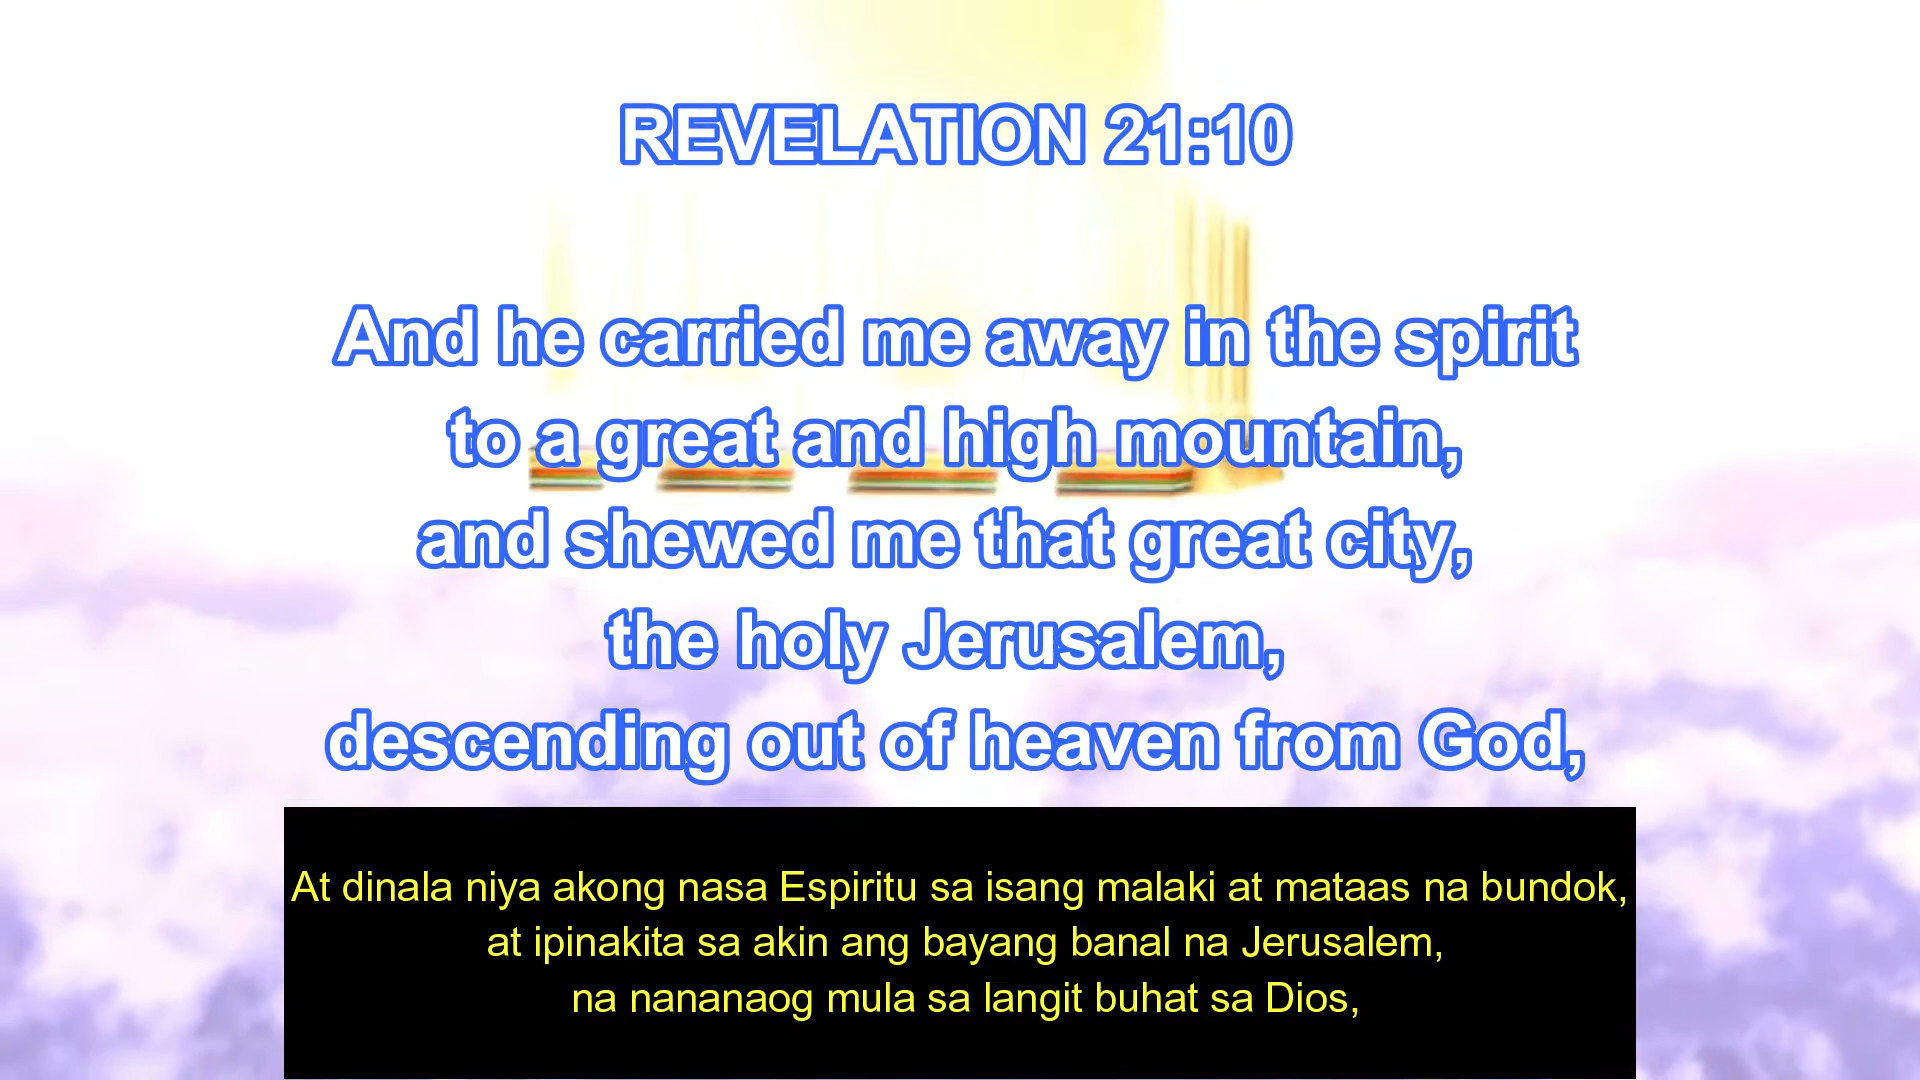 REVELATION 21:10
And he carried me away in the spirit
to a great and high mountain,
and shewed me that great city,
the holy Jerusalem,
descending out of heaven from God,
At dinala niya akong nasa Espiritu sa isang malaki at mataas na bundok,
at ipinakita sa akin ang bayang banal na Jerusalem,
na nananaog mula sa langit buhat sa Dios,